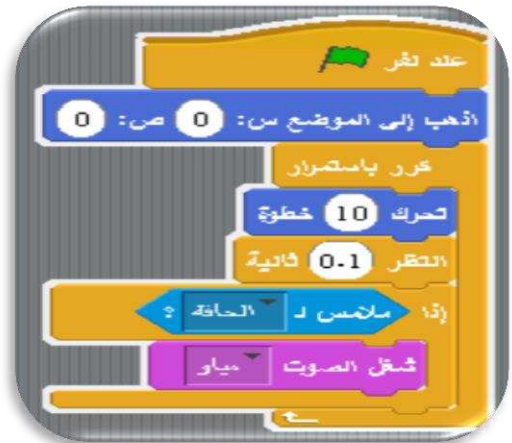 عند نقر
اذهب إلى الموضع س: 0 ص: 0
كرر باستمرار
تحرك 10 خطوة
انتظر 0.1 ثانية
إذا ملامس لـ الحافة ؟
شغل الصوت مياو